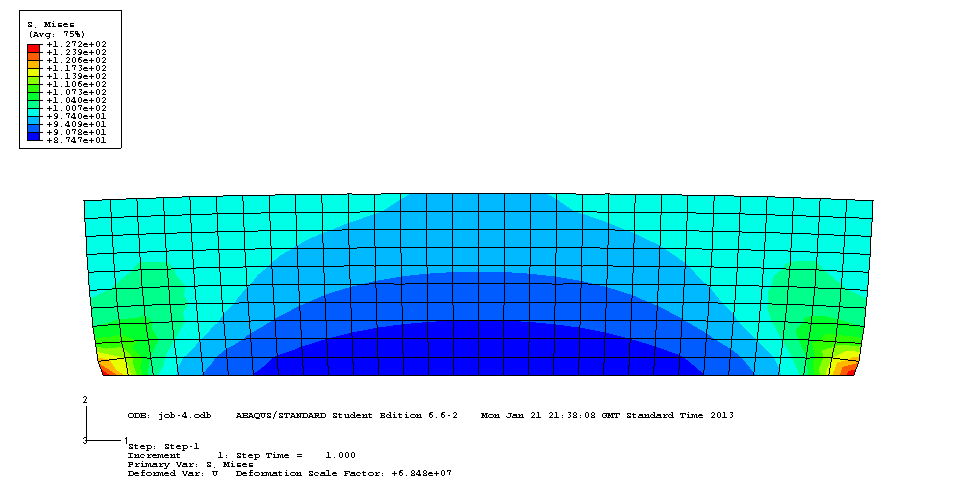 S, Mises
(Avg: 75%)
+1.272e+02
+1.239e+02
+1.206e+02
+1.173e+02
+1.139e+02
+1.106e+02
+1.073e+02
+1.040e+02
+1.007e+02
+9.740e+01
+9.409e+01
+9.078e+01
+8.747e+01
2
3 1
ODB: job-4.odb ABAQUS/STANDARD Student Edition 6.6-2 Mon Jan 21 21:38:08 GMT Standard Time 2013
Step: Step-1
Increment 1: Step Time = 1.000
Primary Var: S, Mises
Deformed Var: U Deformation Scale Factor: +6.848e+07